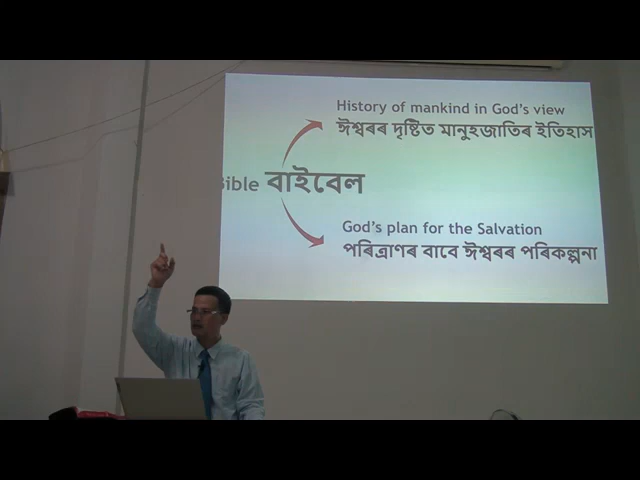 History of mankind in God's view
ঈশ্বৰৰ দৃষ্টিত মানুহজাতিৰ ইতিহাস
Bible বাইবেল
God's plan for the Salvation
পৰিত্ৰাণৰ বাবে ঈশ্বৰৰ পৰিকল্পনা